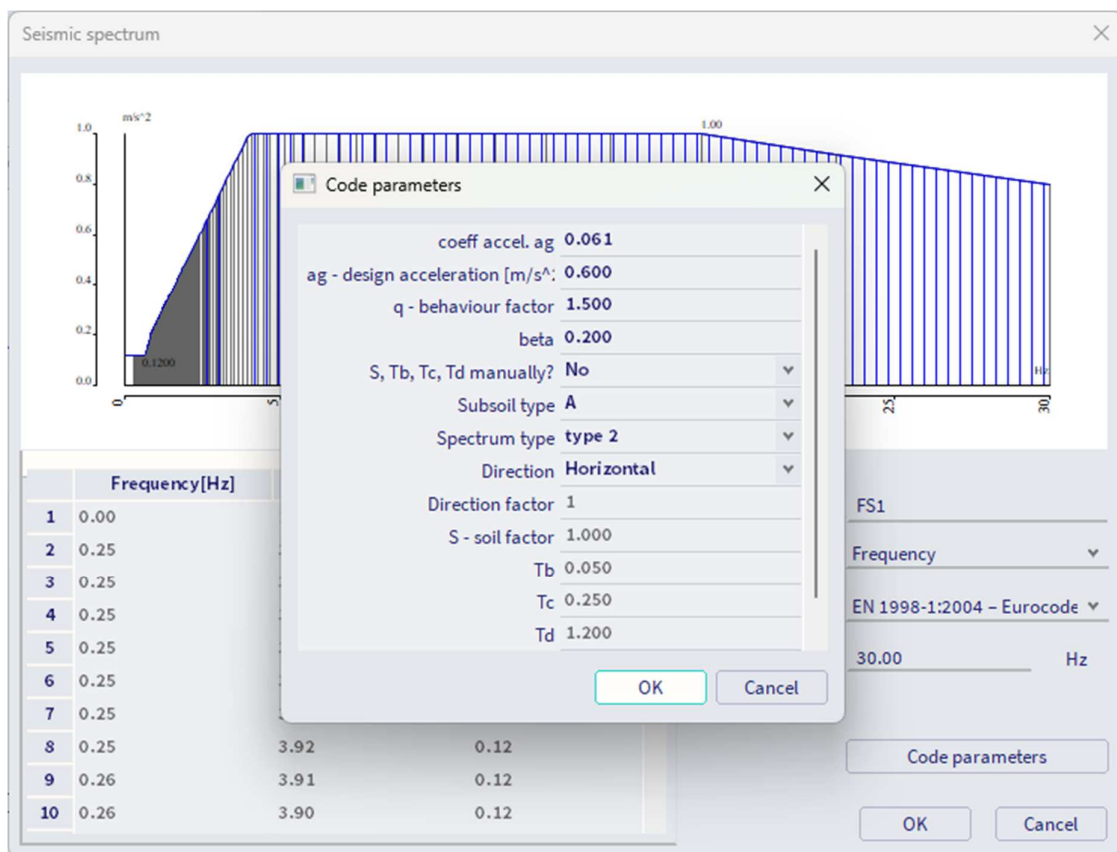 Seismic spectrum
m/s^2
1.0
0.8
0.6
0.4
0.2
0.0
0.1200
1.00
Hz
0
5
25
30
Code parameters
coeff accel. ag 0.061
ag - design acceleration [m/s^2 0.600
q - behaviour factor 1.500
beta 0.200
S, Tb, Tc, Td manually? No
Subsoil type A
Spectrum type type 2
Direction Horizontal
Direction factor 1
S - soil factor 1.000
Tb 0.050
Tc 0.250
Td 1.200
OK Cancel
Frequency[Hz]
1 0.00
2 0.25
3 0.25
4 0.25
5 0.25
6 0.25
7 0.25
8 0.25 3.92 0.12
9 0.26 3.91 0.12
10 0.26 3.90 0.12
FS1
Frequency
EN 1998-1:2004 – Eurocode
30.00 Hz
Code parameters
OK Cancel